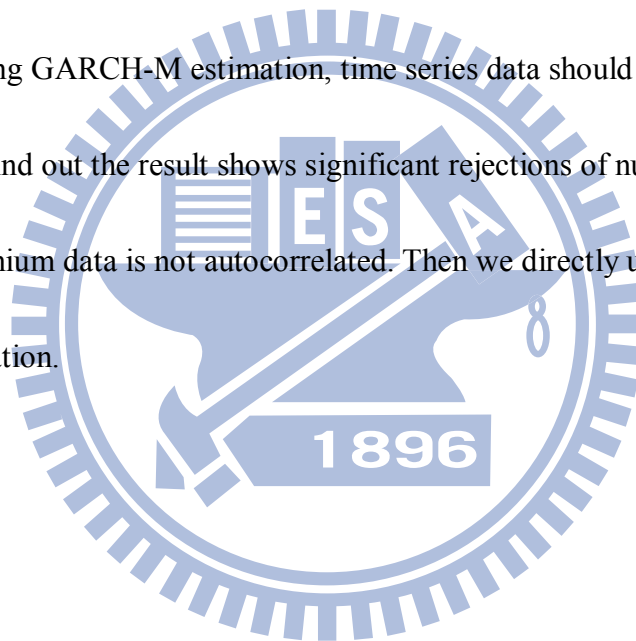 ng GARCH-M estimation, time series data should
nd out the result shows significant rejections of nu
ES
A
nium data is not autocorrelated. Then we directly u
8
ation.
1896